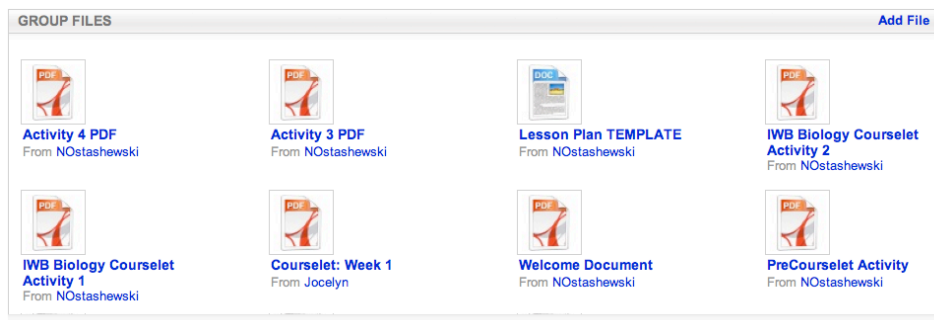 GROUP FILES Add File
PDF PDF DOC PDF
Activity 4 PDF Activity 3 PDF Lesson Plan TEMPLATE IWB Biology Courselet
From NOstashewski From NOstashewski From NOstashewski Activity 2
From NOstashewski
PDF PDF PDF PDF
IWB Biology Courselet Courselet: Week 1 Welcome Document PreCourselet Activity
Activity 1 From Jocelyn From NOstashewski From NOstashewski
From NOstashewski